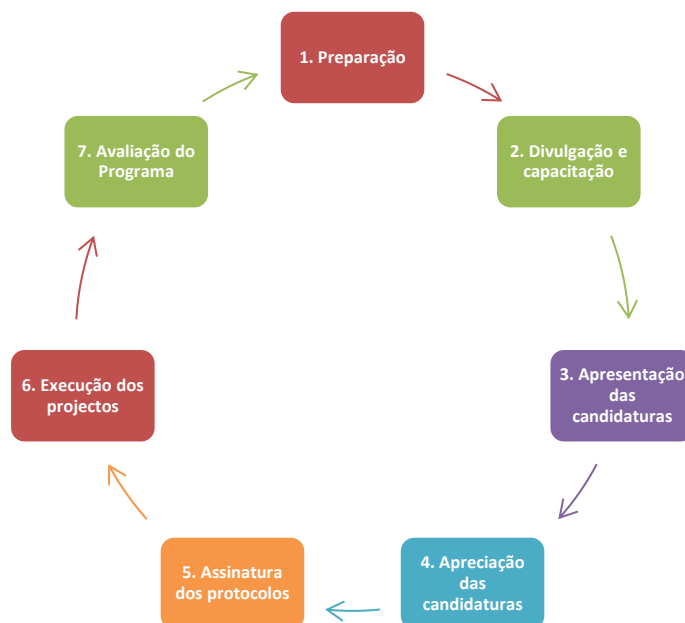 1. Preparação
2. Divulgação e
capacitação
3. Apresentação
das
candidaturas
4. Apreciação
das
candidaturas
5. Assinatura
dos protocolos
6. Execução dos
projectos
7. Avaliação do
Programa